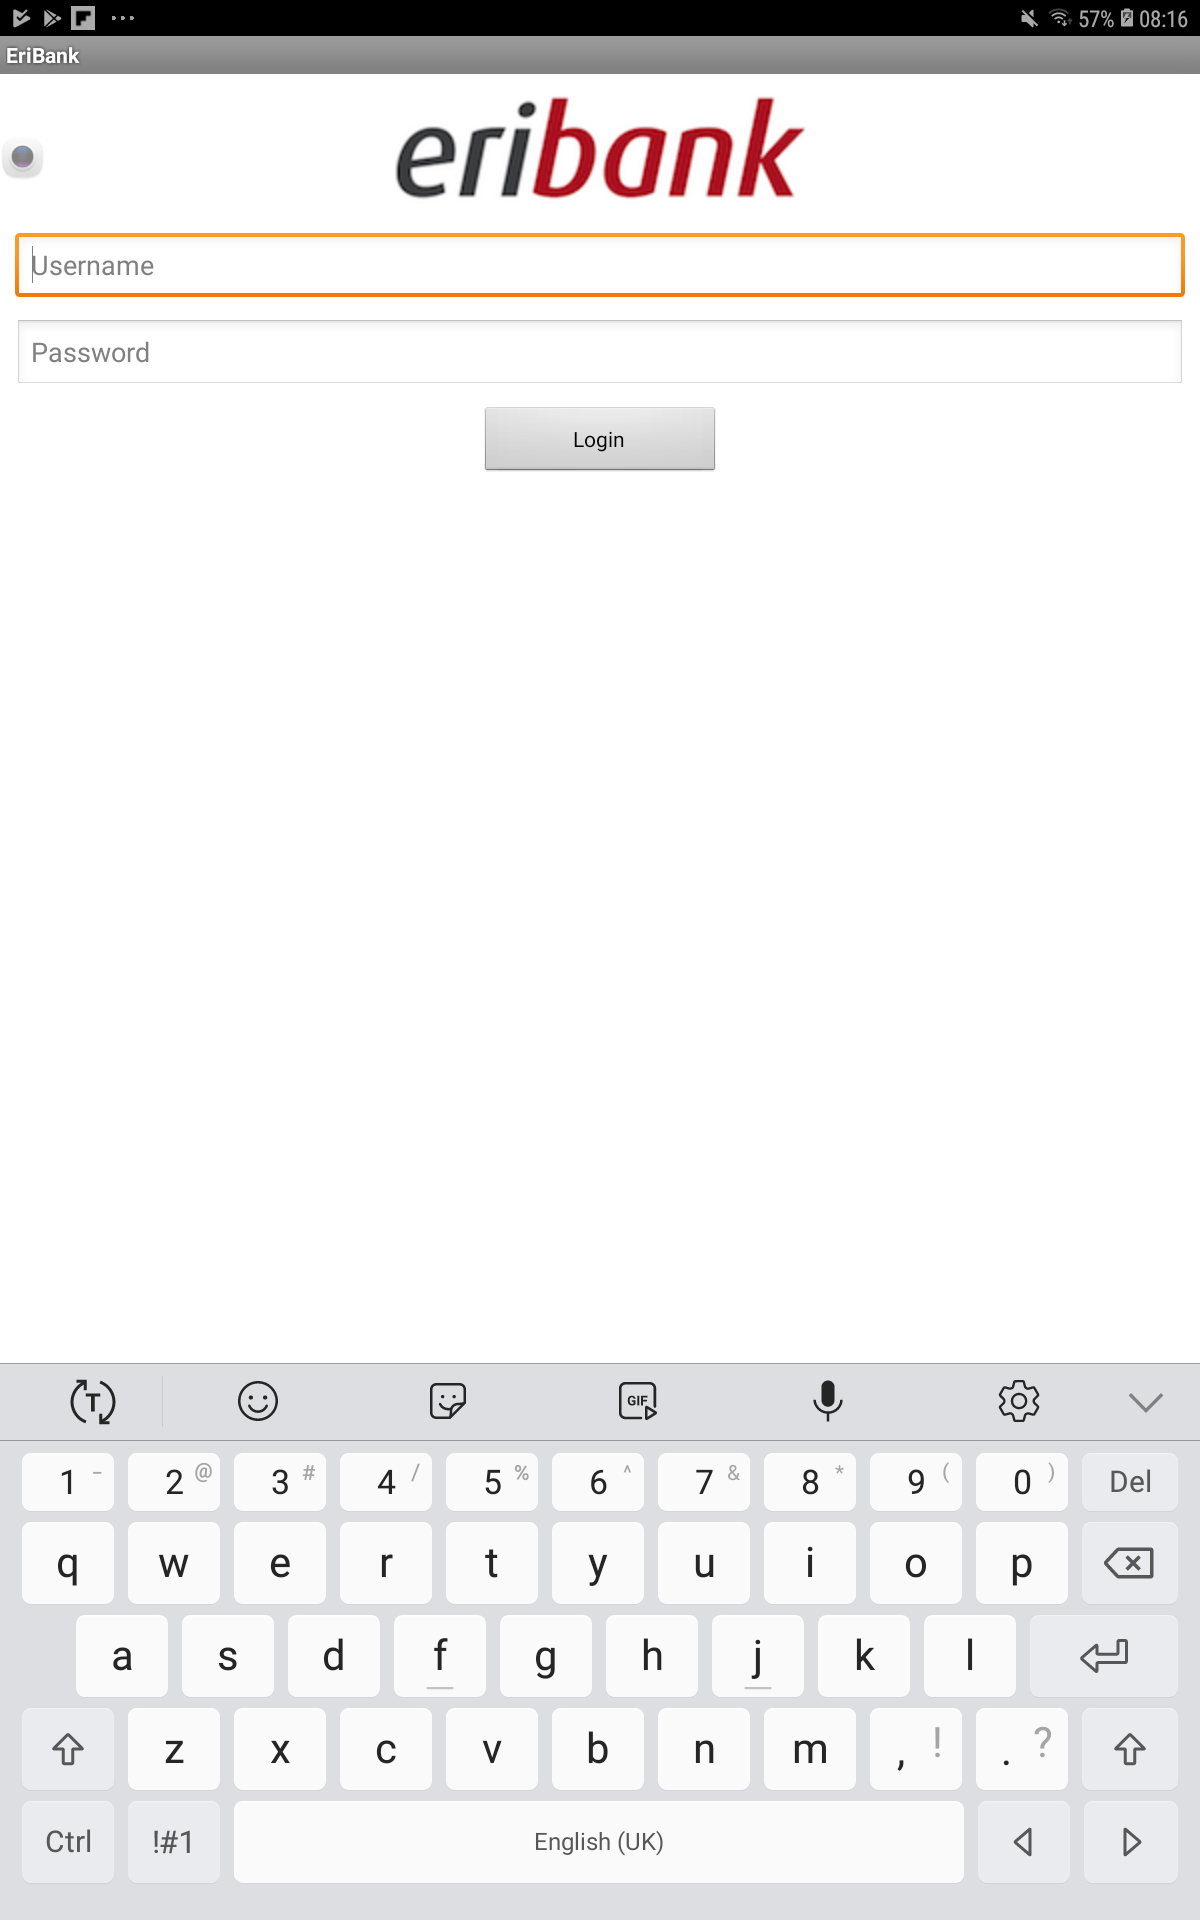 57% 08:16
EriBank
eribank
Username
Password
Login
T GIF
1 - 2 @ 3 # 4 / 5 % 6 ^ 7 & 8 * 9 ( 0 ) Del
q w e r t y u i o p
a s d f g h j k l
z x c v b n m , ! . ?
Ctrl !#1 English (UK)